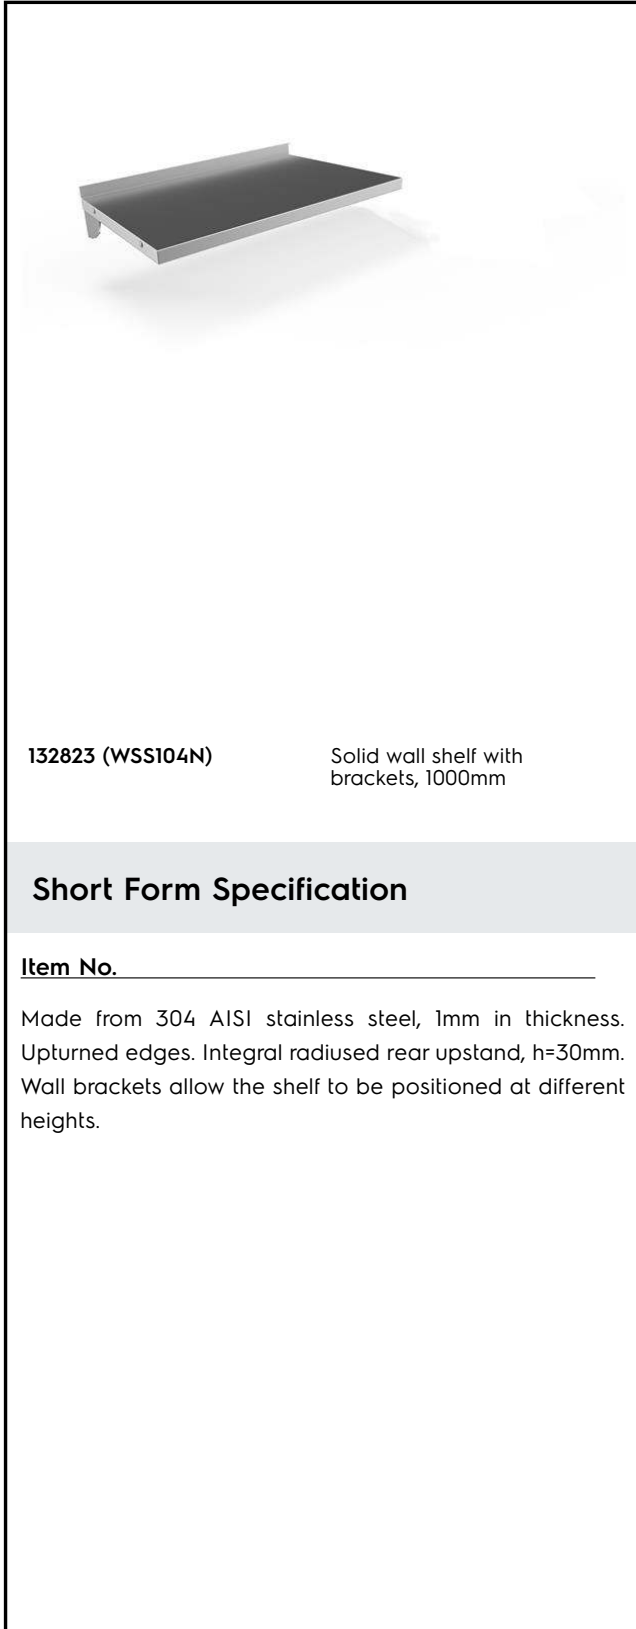 132823 (WSS104N)
Solid wall shelf with
brackets, 1000mm
Short Form Specification
Item No.
Made from 304 AISI stainless steel, 1mm in thickness.
Upturned edges. Integral radiused rear upstand, h=30mm.
Wall brackets allow the shelf to be positioned at different
heights.